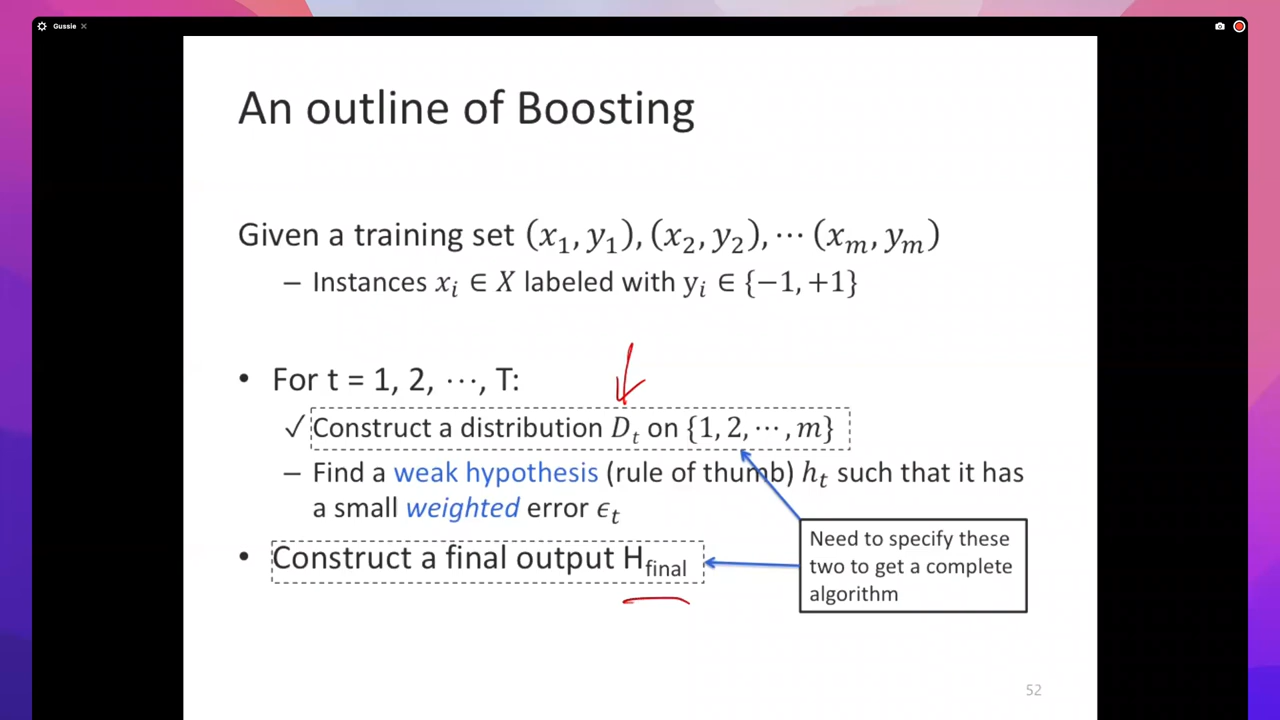 Gussie
An outline of Boosting
Given a training set (x₁, y₁), (x₂, y₂), ⋯ (xₘ, yₘ)
– Instances xᵢ ∈ X labeled with yᵢ ∈ {−1, +1}
• For t = 1, 2, ⋯, T:
✓ Construct a distribution Dₜ on {1, 2, ⋯ , m}
– Find a weak hypothesis (rule of thumb) hₜ such that it has
a small weighted error ϵₜ
• Construct a final output H_final
Need to specify these
two to get a complete
algorithm
52